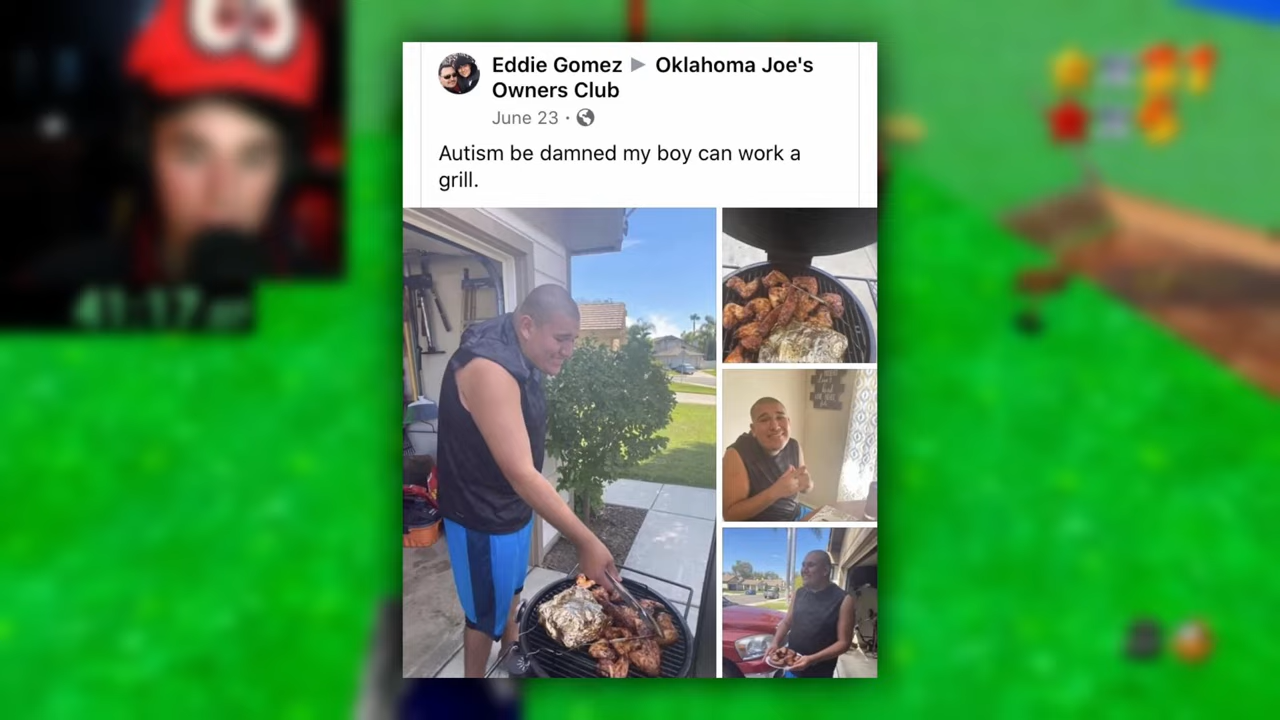 Eddie Gomez ▶ Oklahoma Joe's
Owners Club
June 23 ·
Autism be damned my boy can work a
grill.